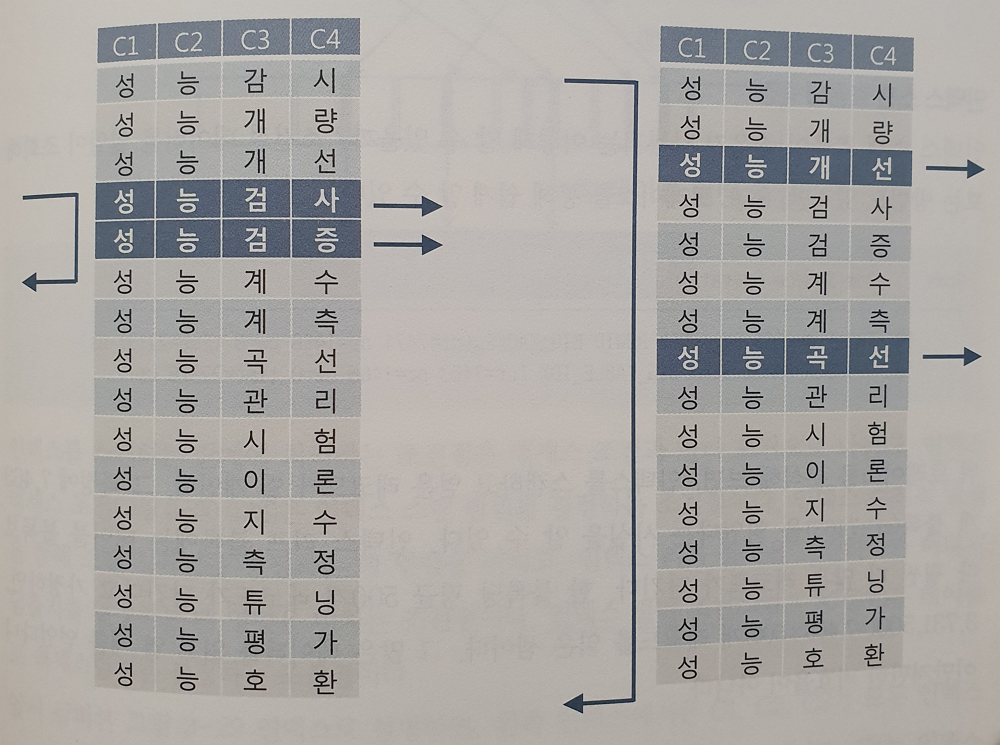 C1 C2 C3 C4
성 능 감 시
성 능 개 량
성 능 개 선
성 능 검 사
성 능 검 증
성 능 계 수
성 능 계 측
성 능 곡 선
성 능 관 리
성 능 시 험
성 능 이 론
성 능 지 수
성 능 측 정
성 능 튜 닝
성 능 평 가
성 능 호 환
C1 C2 C3 C4
성 능 감 시
성 능 개 량
성 능 개 선
성 능 검 사
성 능 검 증
성 능 계 수
성 능 계 측
성 능 곡 선
성 능 관 리
성 능 시 험
성 능 이 론
성 능 지 수
성 능 측 정
성 능 튜 닝
성 능 평 가
성 능 호 환